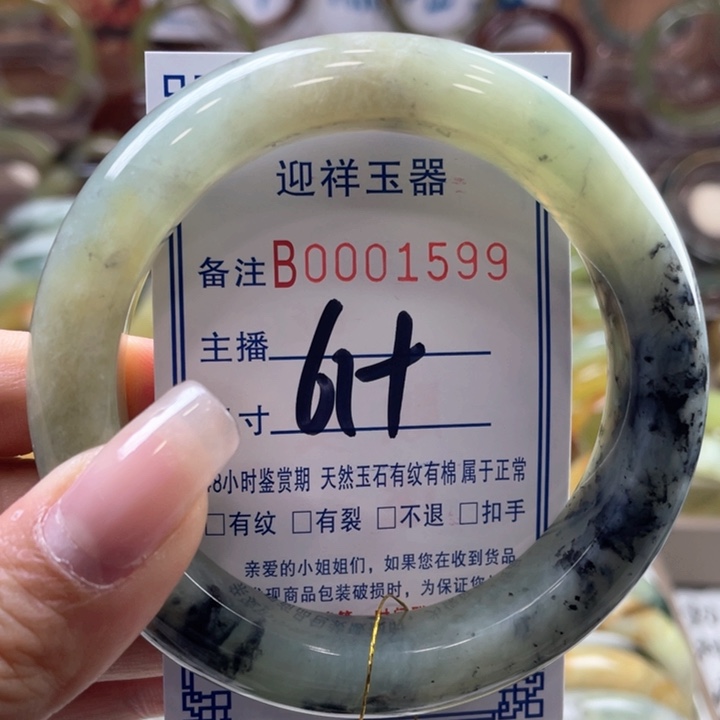 迎祥玉器
备注B0001599
主播
寸 61+
8小时鉴赏期 天然玉石有纹有棉属于正常
□有纹 □有裂 □不退 □扣手
亲爱的小姐姐们，如果您在收到货品
发现商品包装破损时，为保证您